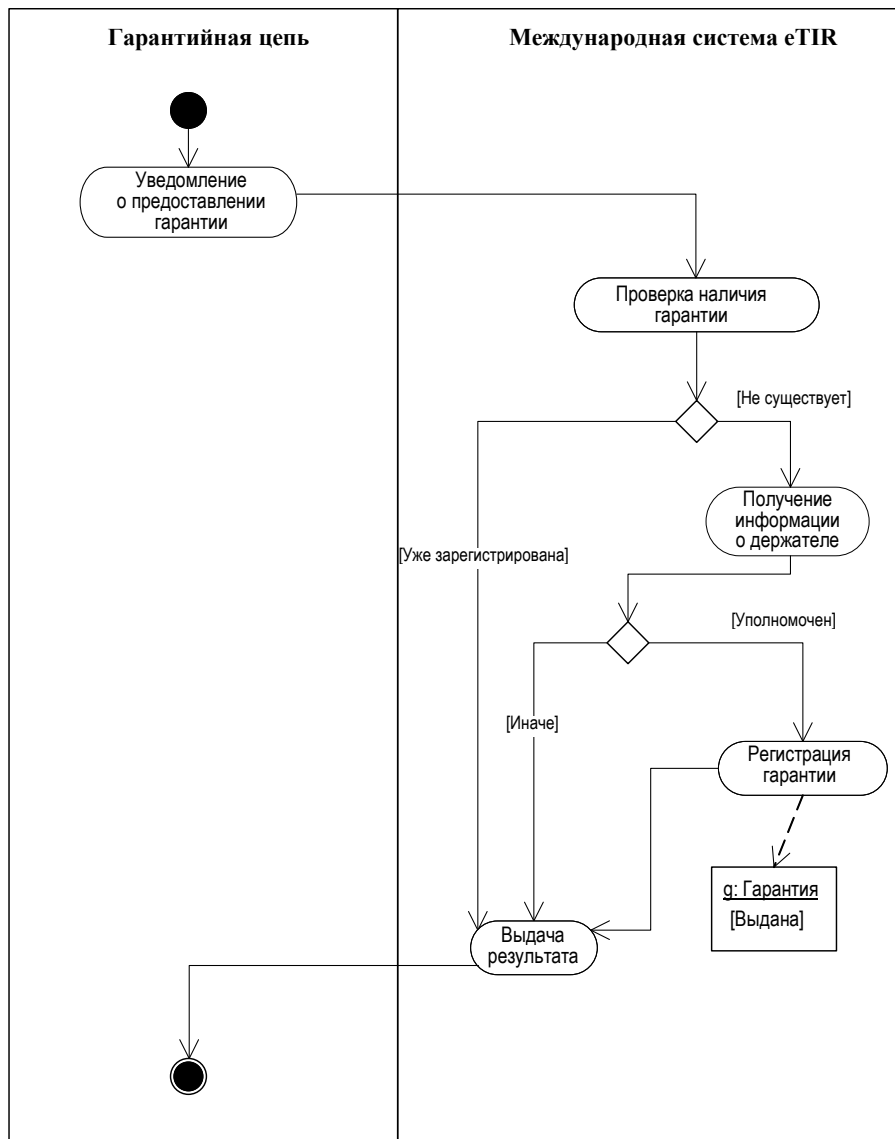 Гарантийная цепь
Международная система eTIR
Уведомление
о предоставлении
гарантии
Проверка наличия
гарантии
[Не существует]
Получение
информации
о держателе
[Уже зарегистрирована]
[Уполномочен]
[Иначе]
Регистрация
гарантии
g: Гарантия
[Выдана]
Выдача
результата